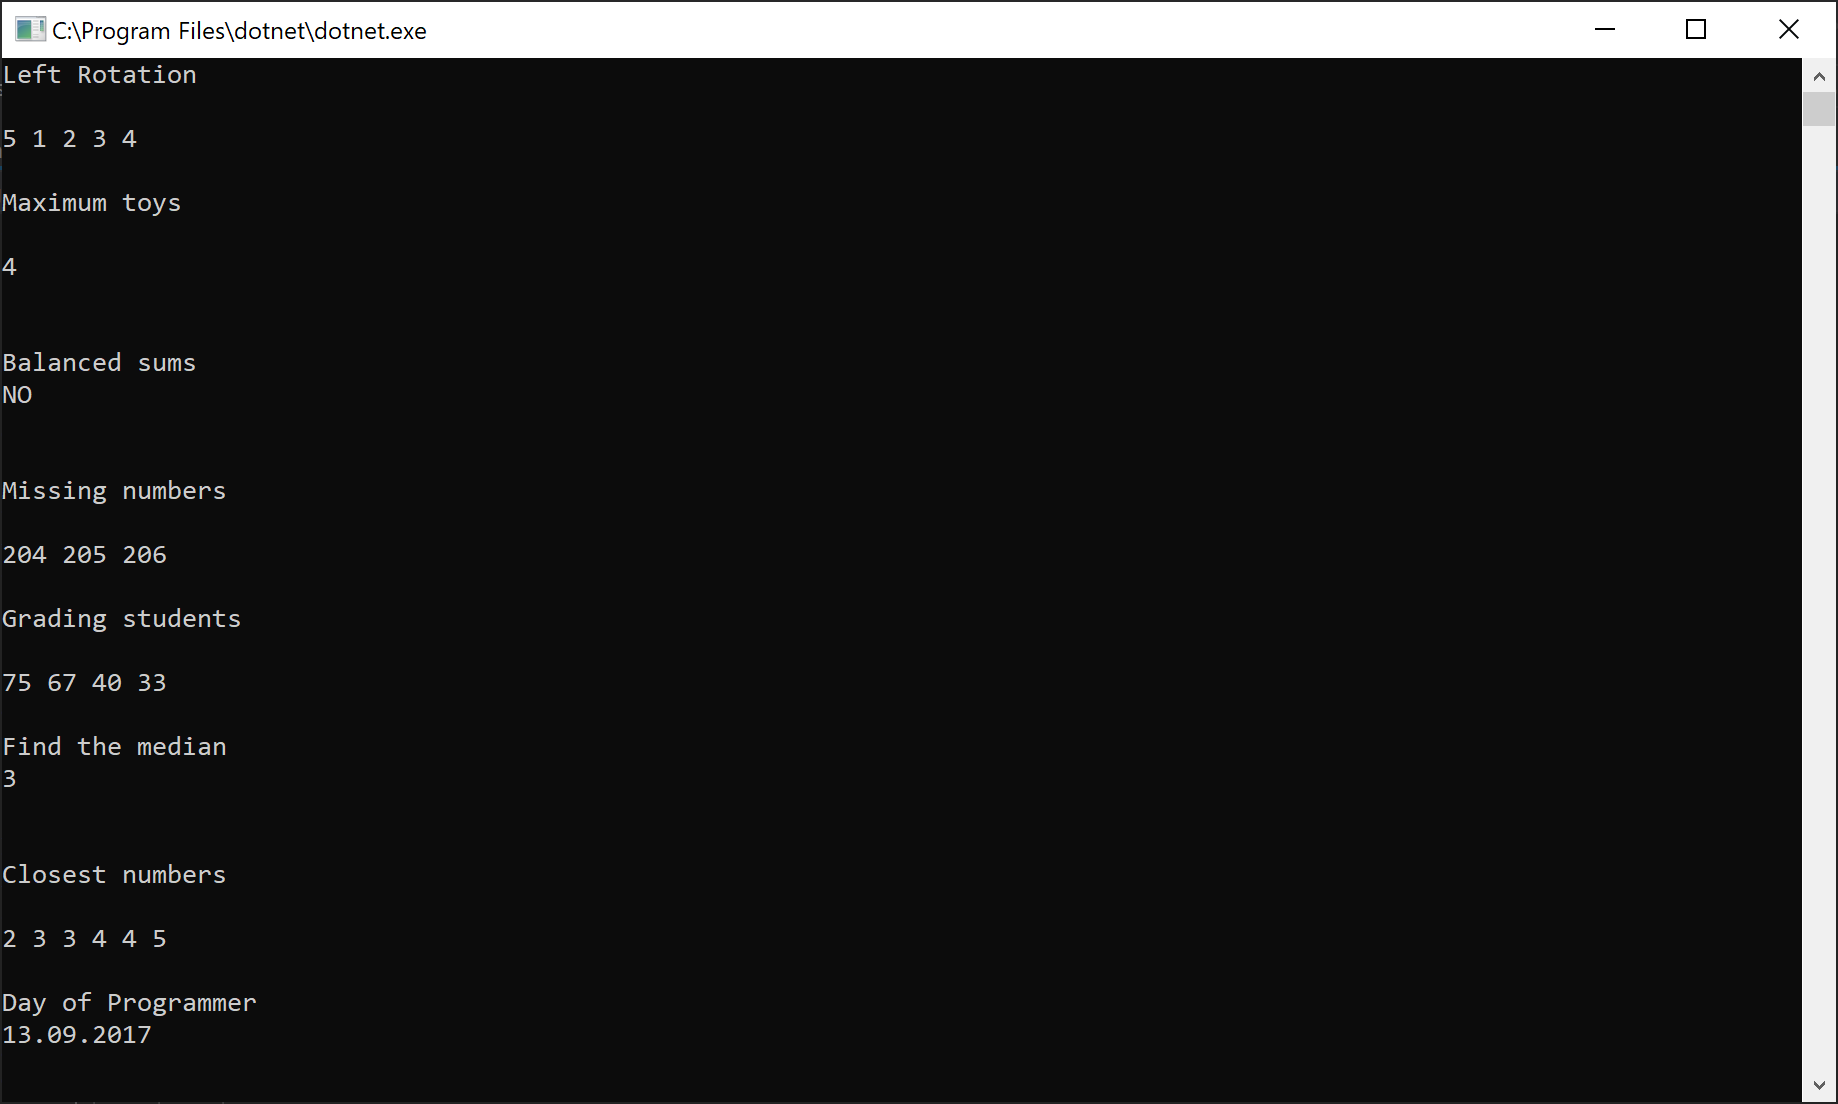 C:\Program Files\dotnet\dotnet.exe
Left Rotation
5 1 2 3 4
Maximum toys
4
Balanced sums
NO
Missing numbers
204 205 206
Grading students
75 67 40 33
Find the median
3
Closest numbers
2 3 3 4 4 5
Day of Programmer
13.09.2017